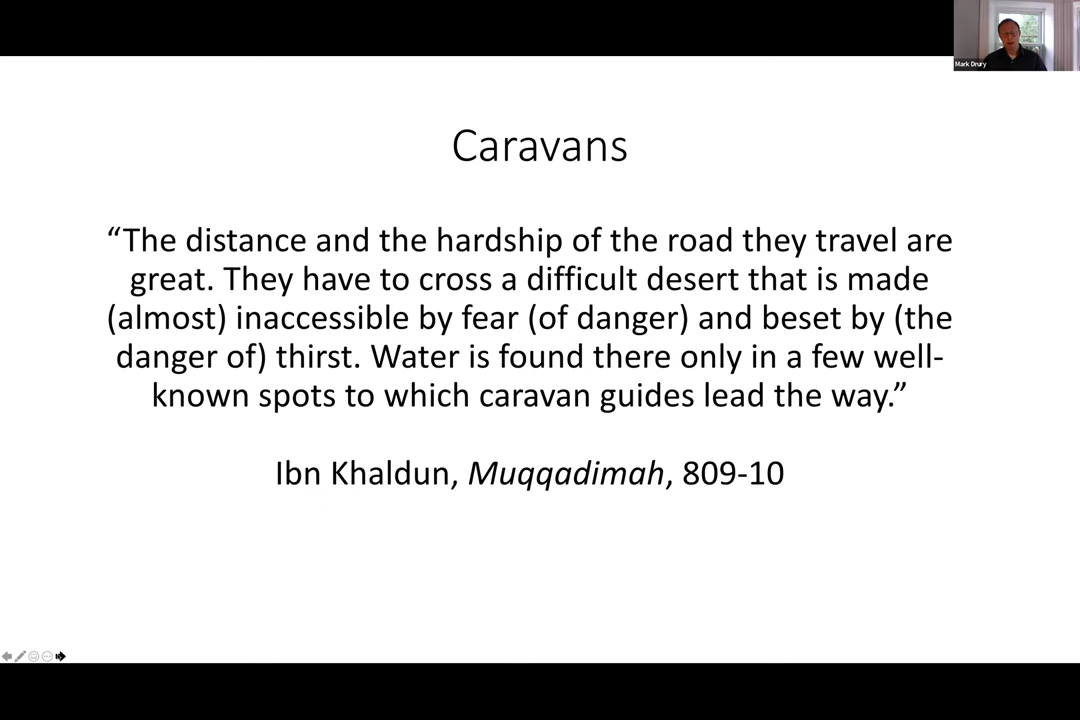 Mark Drury
Caravans
“The distance and the hardship of the road they travel are
great. They have to cross a difficult desert that is made
(almost) inaccessible by fear (of danger) and beset by (the
danger of) thirst. Water is found there only in a few well-
known spots to which caravan guides lead the way.”
Ibn Khaldun, Muqqadimah, 809-10